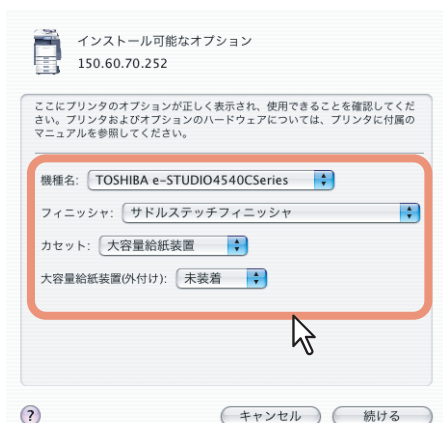 インストール可能なオプション
150.60.70.252
ここにプリンタのオプションが正しく表示され、使用できることを確認してくだ
さい。プリンタおよびオプションのハードウェアについては、プリンタに付属の
マニュアルを参照してください。
機種名: TOSHIBA e-STUDIO4540CSeries
フィニッシャ: サドルステッチフィニッシャ
カセット: 大容量給紙装置
大容量給紙装置(外付け): 未装着
? キャンセル 続ける